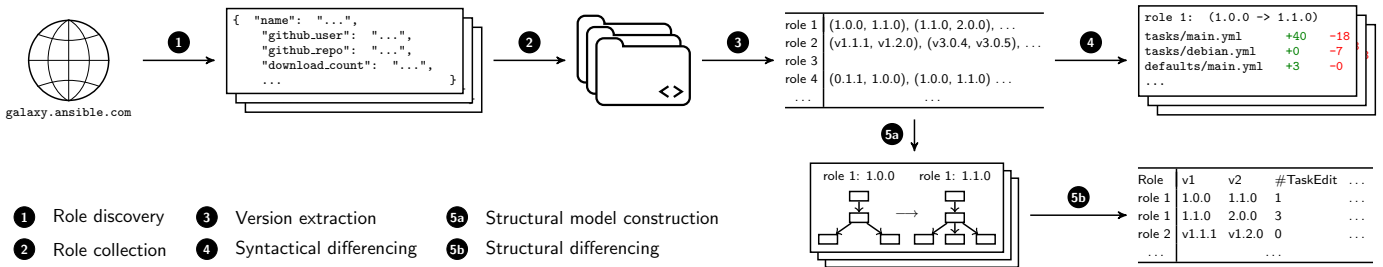 galaxy.ansible.com
1
{ "name": "...",
"github_user": "...",
"github_repo": "...",
"download_count": "...",
... }
2
< >
3
role 1 (1.0.0, 1.1.0), (1.1.0, 2.0.0), ...
role 2 (v1.1.1, v1.2.0), (v3.0.4, v3.0.5), ...
role 3
role 4 (0.1.1, 1.0.0), (1.0.0, 1.1.0) ...
... ...
4
role 1: (1.0.0 -> 1.1.0)
tasks/main.yml +40 -18
tasks/debian.yml +0 -7
defaults/main.yml +3 -0
...
5a
role 1: 1.0.0 role 1: 1.1.0
5b
Role v1 v2 #TaskEdit ...
role 1 1.0.0 1.1.0 1 ...
role 1 1.1.0 2.0.0 3 ...
role 2 v1.1.1 v1.2.0 0 ...
... ...
1 Role discovery
2 Role collection
3 Version extraction
4 Syntactical differencing
5a Structural model construction
5b Structural differencing